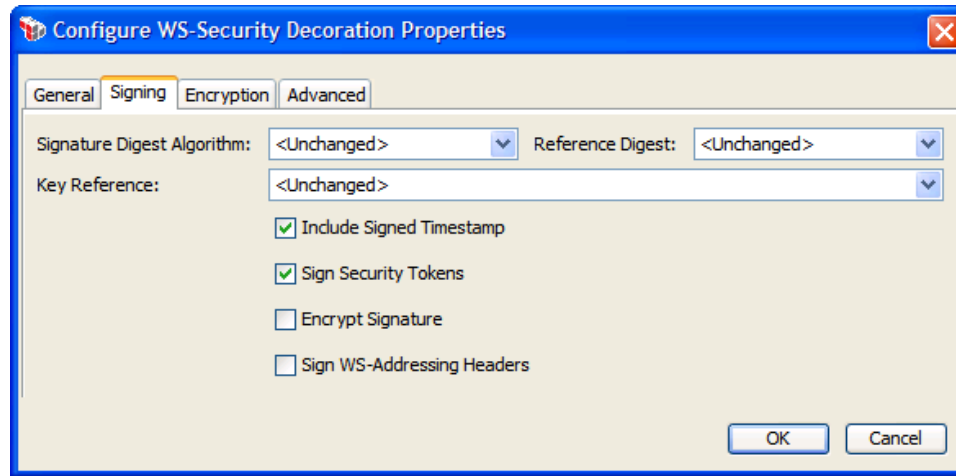 Configure WS-Security Decoration Properties
General Signing Encryption Advanced
Signature Digest Algorithm: <Unchanged> Reference Digest: <Unchanged>
Key Reference: <Unchanged>
Include Signed Timestamp
Sign Security Tokens
Encrypt Signature
Sign WS-Addressing Headers
OK Cancel